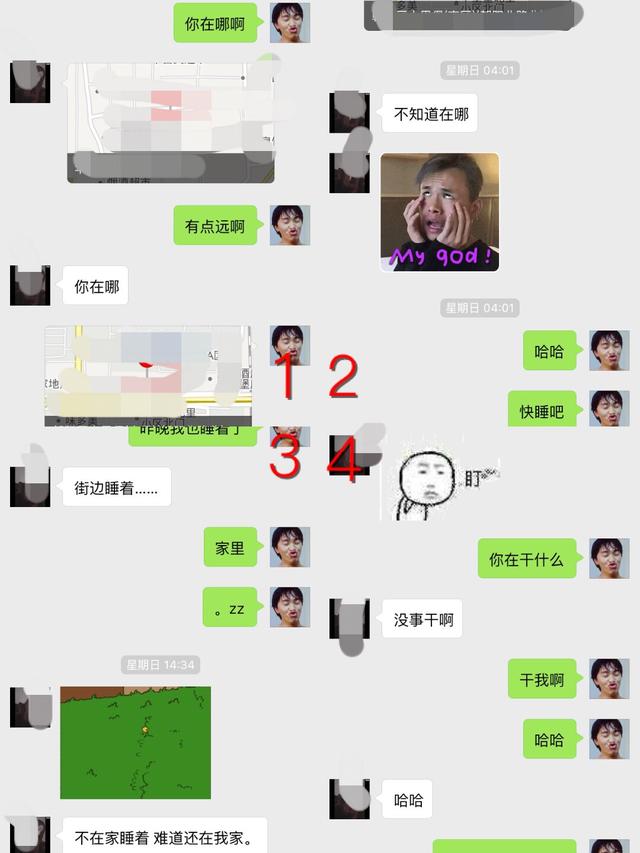 你在哪啊
有点远啊
你在哪
1
星期日 04:01
不知道在哪
My god!
星期日 04:01
哈哈
快睡吧
2
昨晚我也睡着了
街边睡着……
家里
。zz
星期日 14:34
不在家睡着 难道还在我家。
3
盯
你在干什么
没事干啊
干我啊
哈哈
哈哈
4